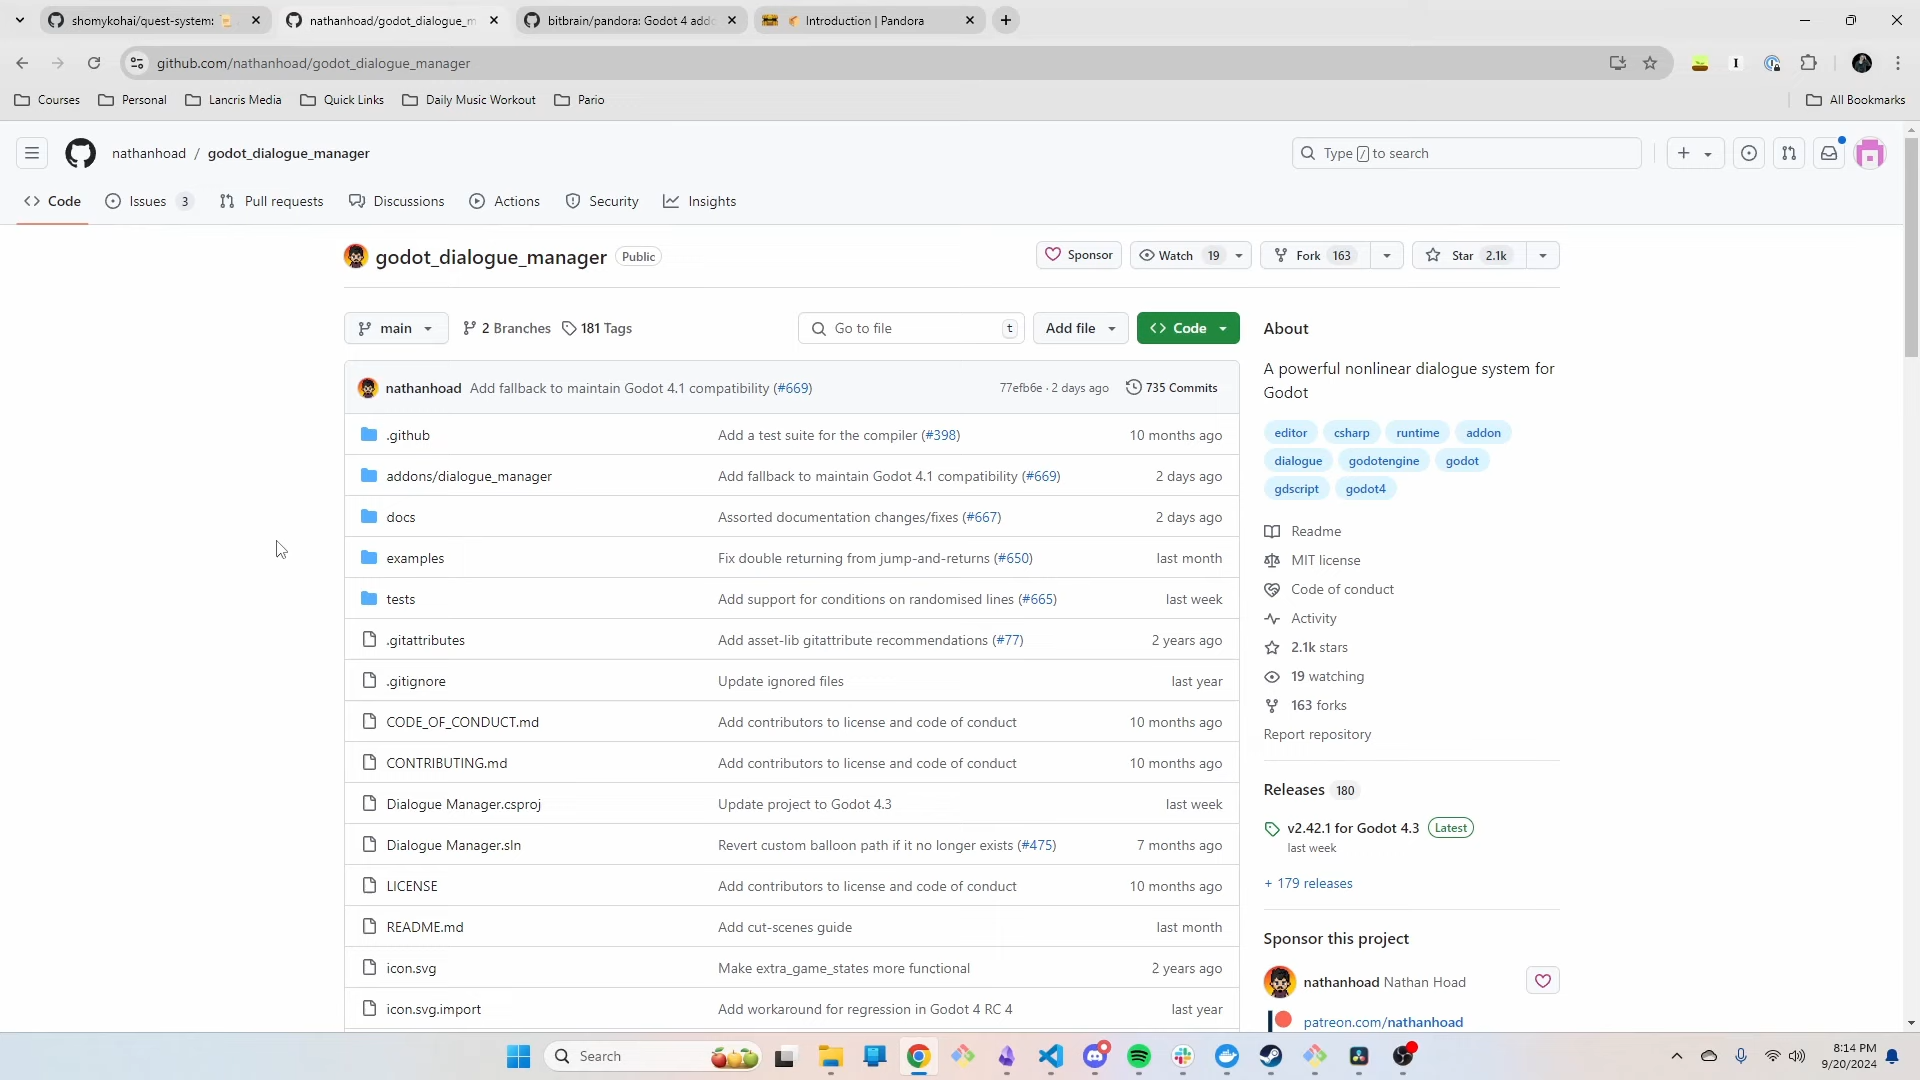 shomykohai/quest-system:
nathanhoad/godot_dialogue_m
bitbrain/pandora: Godot 4 addo
Introduction | Pandora
github.com/nathanhoad/godot_dialogue_manager
Courses
Personal
Lancris Media
Quick Links
Daily Music Workout
Pario
All Bookmarks
nathanhoad / godot_dialogue_manager
Type / to search
Code
Issues 3
Pull requests
Discussions
Actions
Security
Insights
godot_dialogue_manager Public
Sponsor
Watch 19
Fork 163
Star 2.1k
main
2 Branches
181 Tags
Go to file t
Add file
Code
nathanhoad Add fallback to maintain Godot 4.1 compatibility (#669) 77efb6e · 2 days ago 735 Commits
.github Add a test suite for the compiler (#398) 10 months ago
addons/dialogue_manager Add fallback to maintain Godot 4.1 compatibility (#669) 2 days ago
docs Assorted documentation changes/fixes (#667) 2 days ago
examples Fix double returning from jump-and-returns (#650) last month
tests Add support for conditions on randomised lines (#665) last week
.gitattributes Add asset-lib gitattribute recommendations (#77) 2 years ago
.gitignore Update ignored files last year
CODE_OF_CONDUCT.md Add contributors to license and code of conduct 10 months ago
CONTRIBUTING.md Add contributors to license and code of conduct 10 months ago
Dialogue Manager.csproj Update project to Godot 4.3 last week
Dialogue Manager.sln Revert custom balloon path if it no longer exists (#475) 7 months ago
LICENSE Add contributors to license and code of conduct 10 months ago
README.md Add cut-scenes guide last month
icon.svg Make extra_game_states more functional 2 years ago
icon.svg.import Add workaround for regression in Godot 4 RC 4 last year
About
A powerful nonlinear dialogue system for
Godot
editor csharp runtime addon
dialogue godotengine godot
gdscript godot4
Readme
MIT license
Code of conduct
Activity
2.1k stars
19 watching
163 forks
Report repository
Releases 180
v2.42.1 for Godot 4.3 Latest
last week
+ 179 releases
Sponsor this project
nathanhoad Nathan Hoad
patreon.com/nathanhoad
Search
8:14 PM
9/20/2024